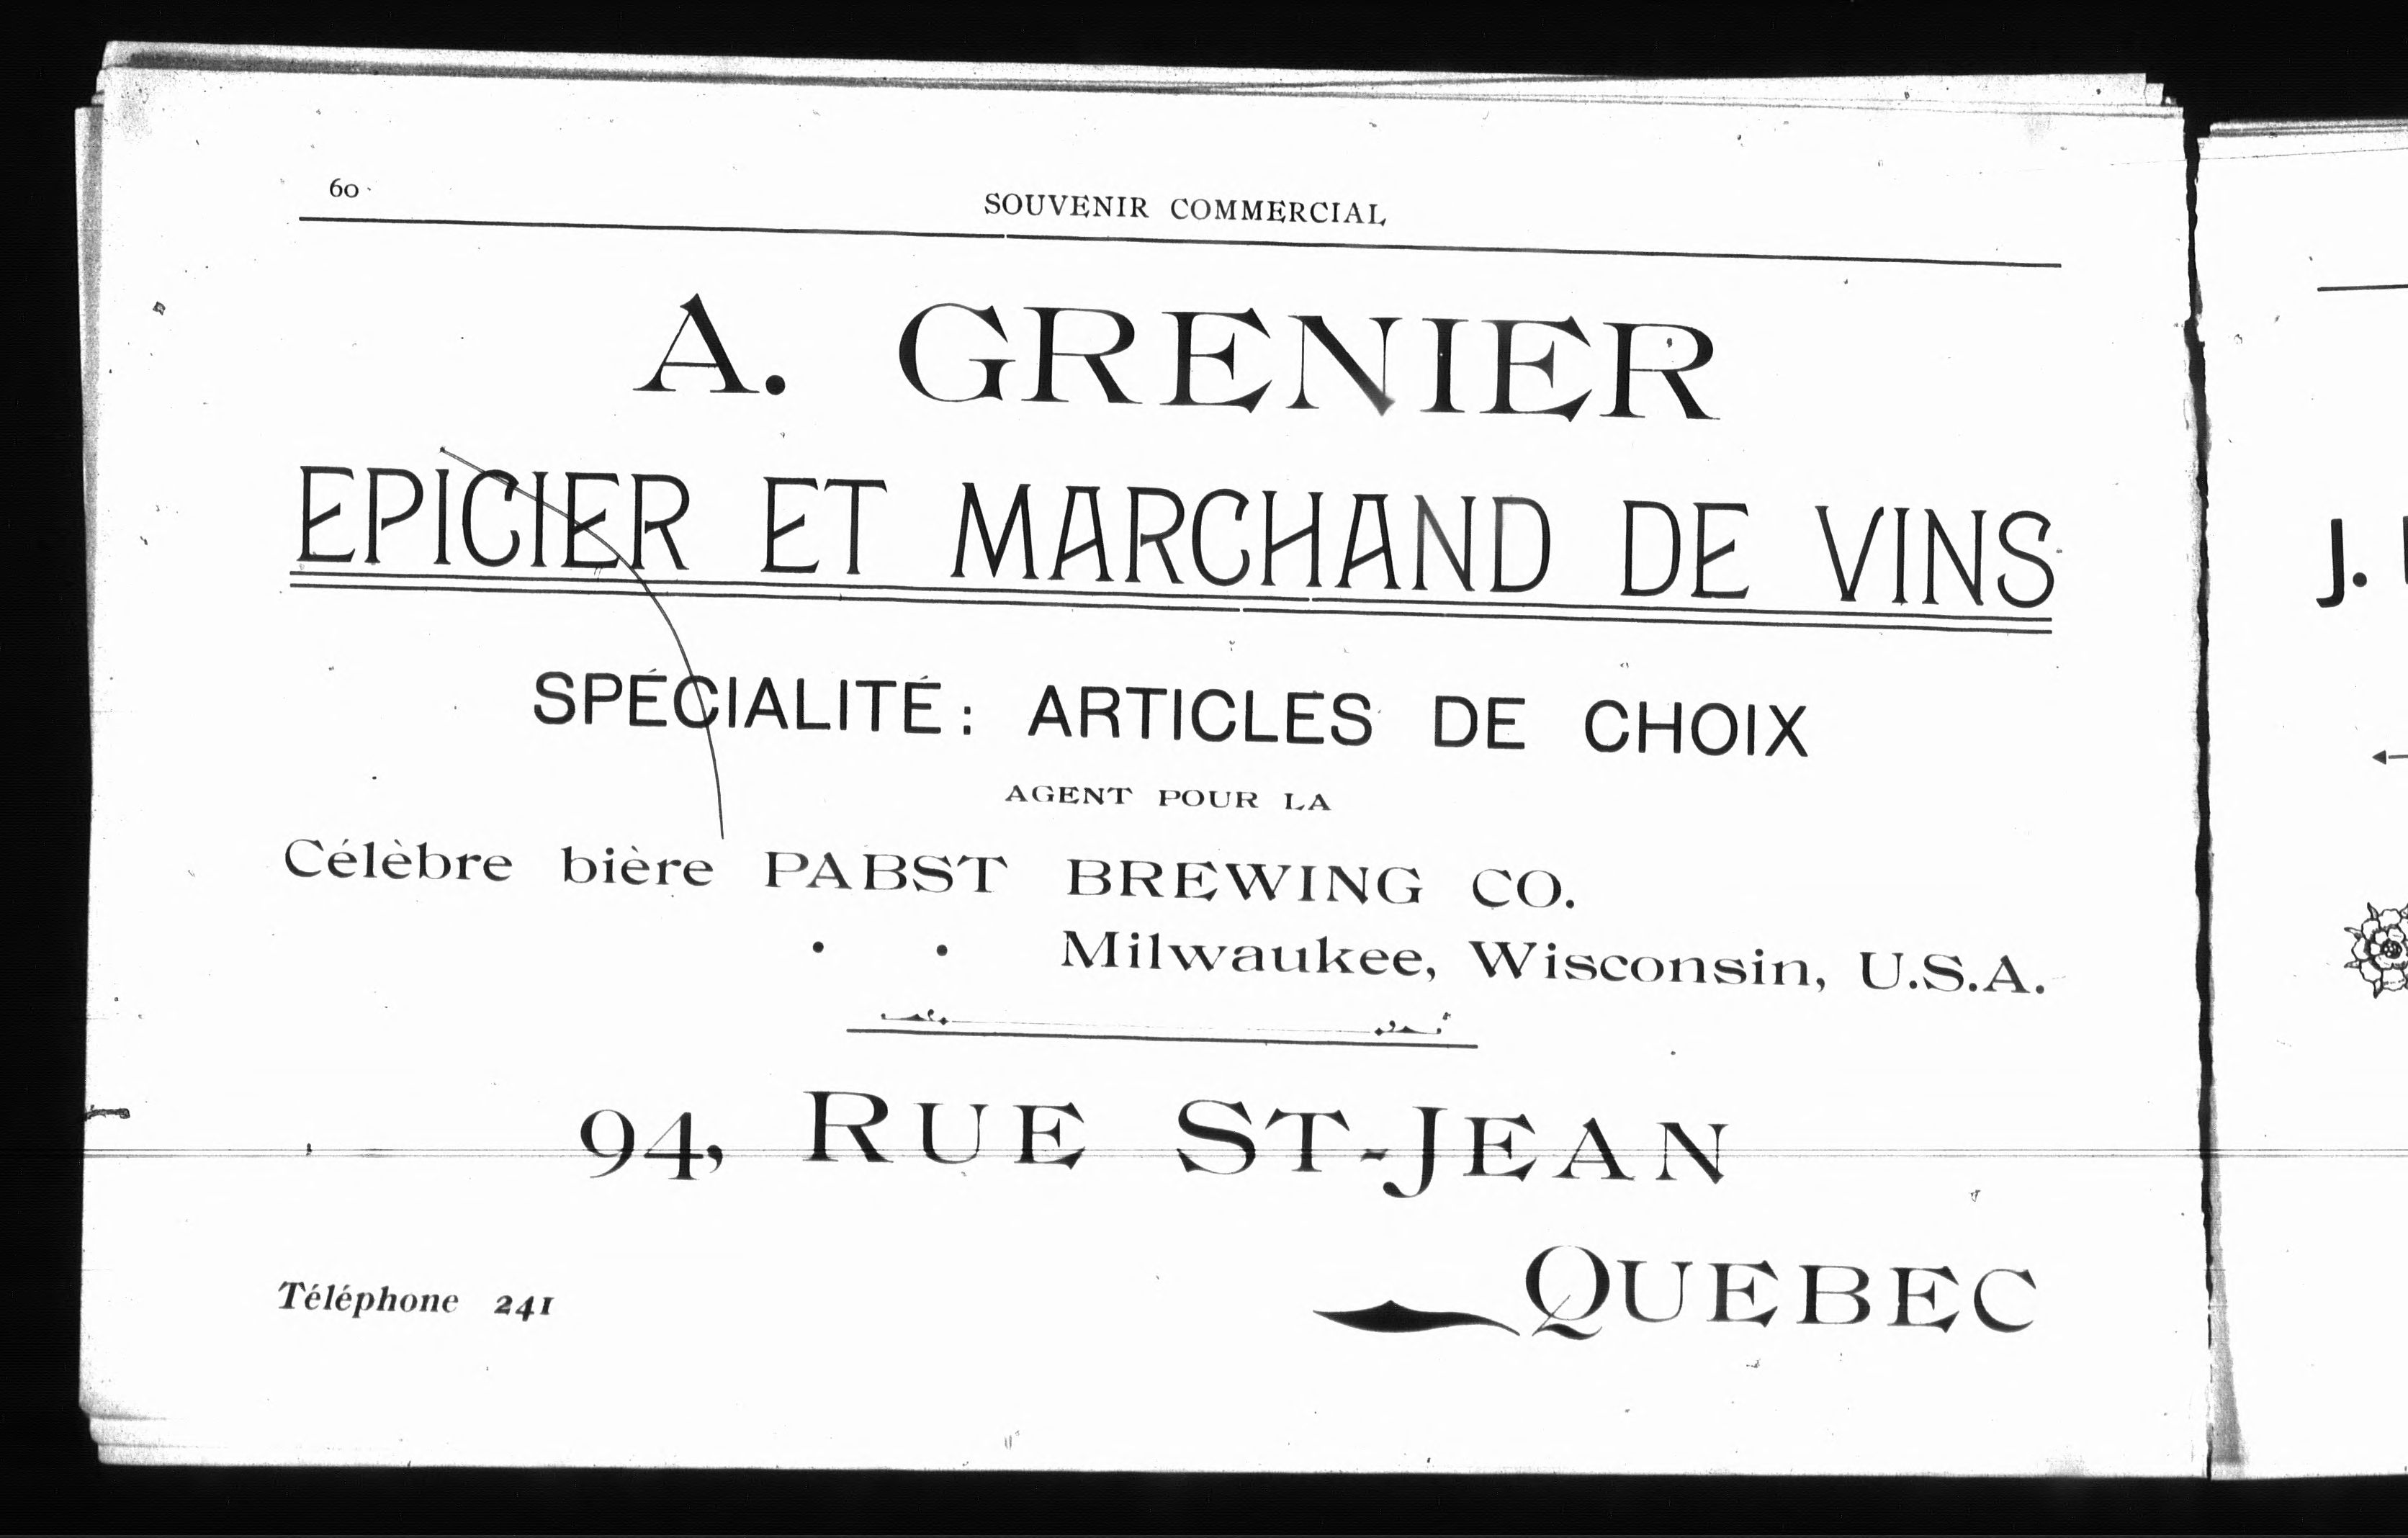 60
SOUVENIR COMMERCIAL
A. GRENIER
EPICIER ET MARCHAND DE VINS
SPÉCIALITÉ: ARTICLES DE CHOIX
AGENT POUR LA
Célèbre bière PABST BREWING CO.
Milwaukee, Wisconsin, U.S.A.
94, RUE ST-JEAN
QUEBEC
Téléphone 241
J.